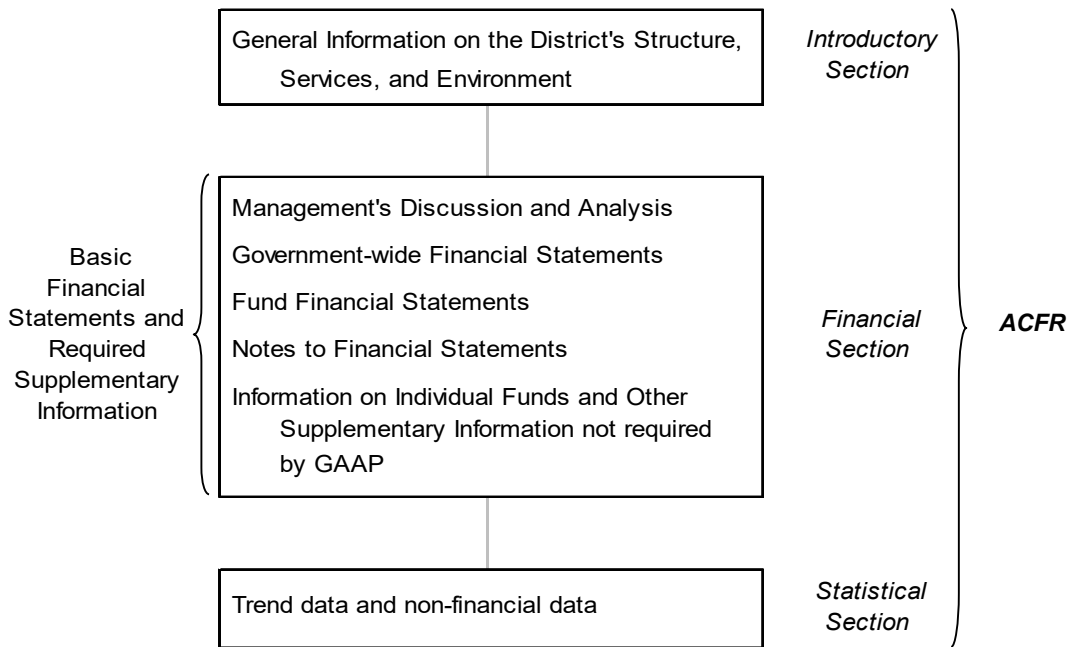 General Information on the District's Structure,
Services, and Environment
Introductory
Section
Basic
Financial
Statements and
Required
Supplementary
Information
Management's Discussion and Analysis
Government-wide Financial Statements
Fund Financial Statements
Notes to Financial Statements
Information on Individual Funds and Other
Supplementary Information not required
by GAAP
Financial
Section
ACFR
Trend data and non-financial data
Statistical
Section